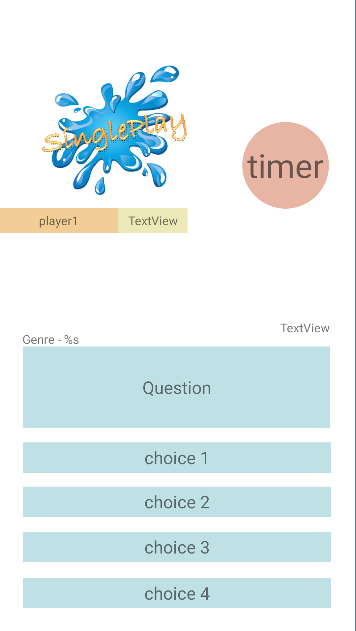 SinglePlay
timer
player1
TextView
TextView
Genre - %s
Question
choice 1
choice 2
choice 3
choice 4